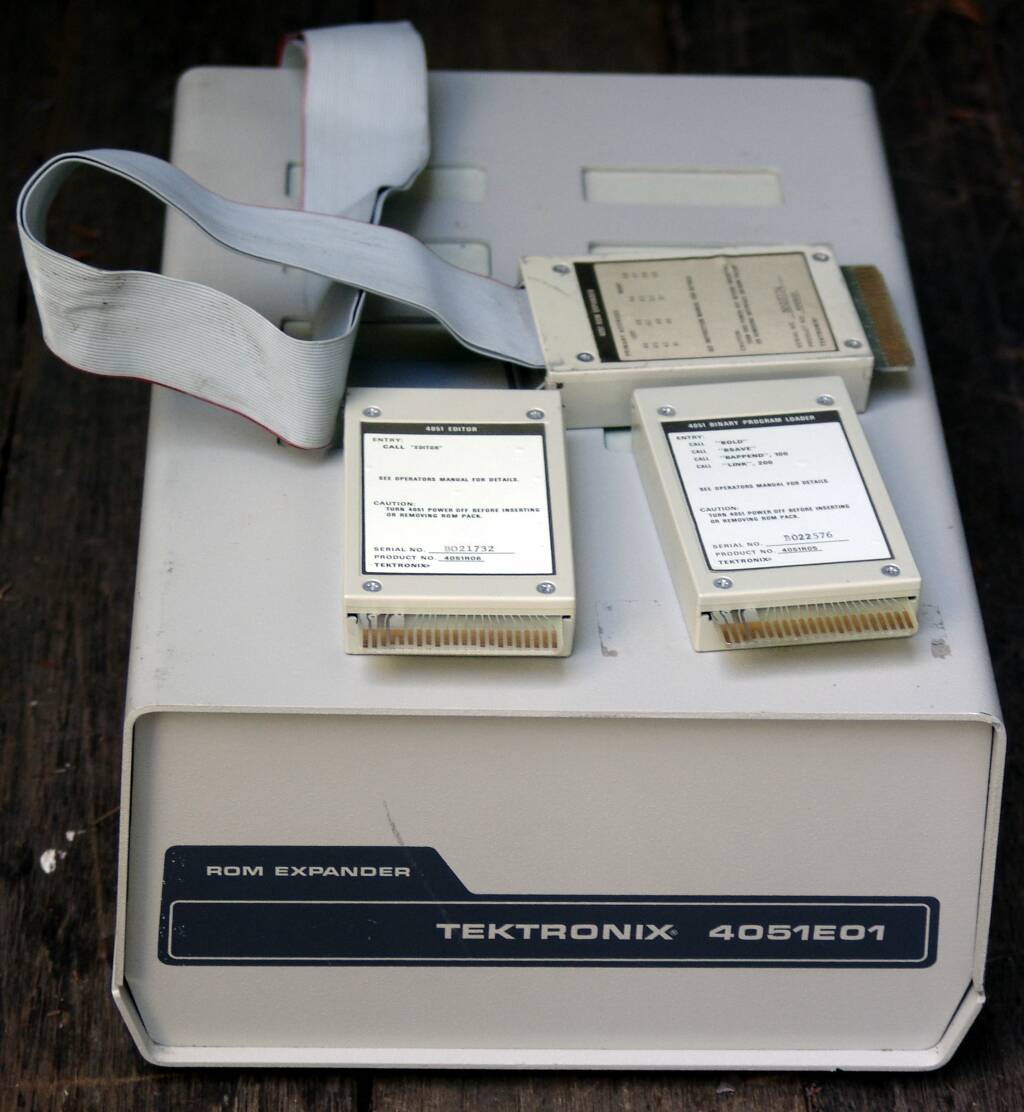 4051 EDITOR
ENTRY:
CALL "EDITOR"
SEE OPERATORS MANUAL FOR DETAILS.
CAUTION:
TURN 4051 POWER OFF BEFORE INSERTING
OR REMOVING ROM PACK.
SERIAL NO. B021732
PRODUCT NO. 4051R06
TEKTRONIX®
4051 BINARY PROGRAM LOADER
ENTRY:
CALL "BOLD"
CALL "BSAVE"
CALL "BAPPEND", 100
CALL "LINK", 200
SEE OPERATORS MANUAL FOR DETAILS.
CAUTION:
TURN 4051 POWER OFF BEFORE INSERTING
OR REMOVING ROM PACK.
SERIAL NO. B022576
PRODUCT NO. 4051R05
TEKTRONIX®
ROM EXPANDER
TEKTRONIX® 4051E01